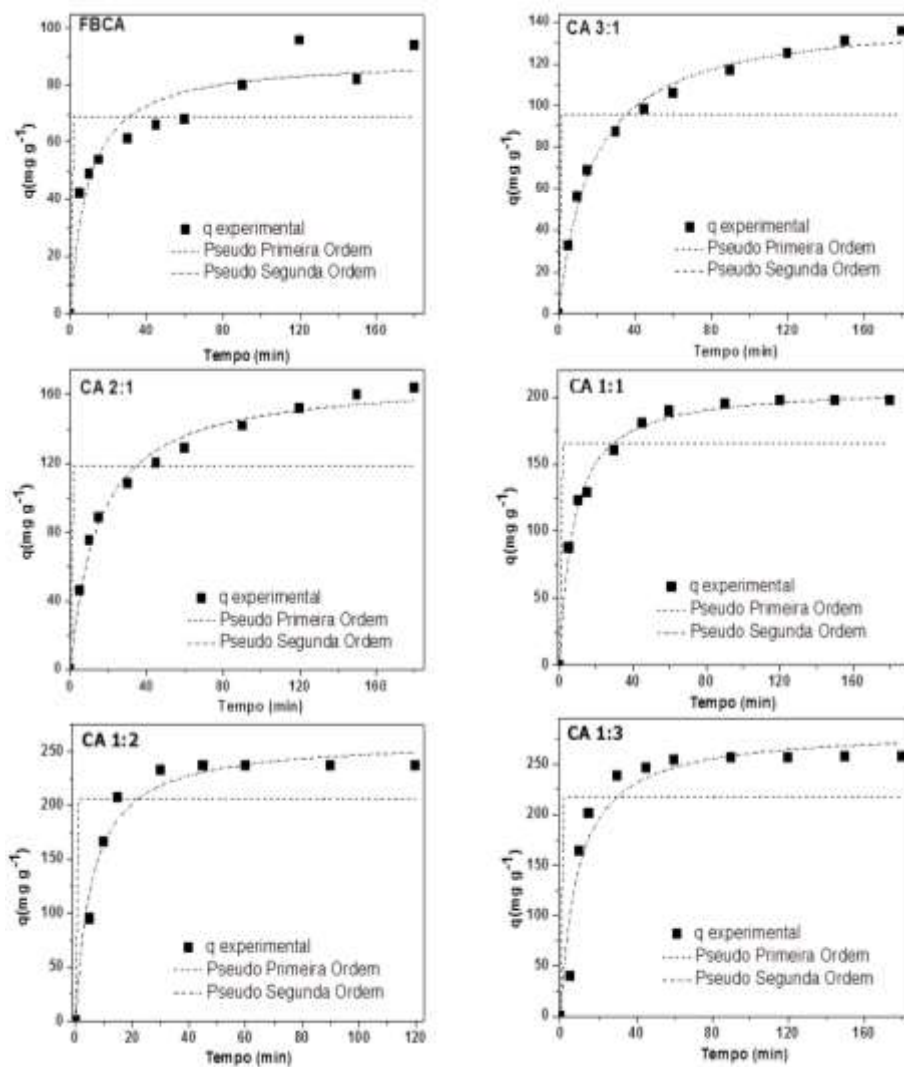 FBCA
100
80
60
40
20
0
q(mg g⁻¹)
q experimental
Pseudo Primeira Ordem
Pseudo Segunda Ordem
0 40 80 120 160
Tempo (min)
CA 3:1
140
120
100
80
60
40
20
0
q(mg g⁻¹)
q experimental
Pseudo Primeira Ordem
Pseudo Segunda Ordem
0 40 80 120 160
Tempo (min)
CA 2:1
160
120
80
40
0
q(mg g⁻¹)
q experimental
Pseudo Primeira Ordem
Pseudo Segunda Ordem
0 40 80 120 160
Tempo (min)
CA 1:1
200
150
100
50
0
q(mg g⁻¹)
q experimental
Pseudo Primeira Ordem
Pseudo Segunda Ordem
0 40 80 120 160
Tempo (min)
CA 1:2
250
200
150
100
50
0
q(mg g⁻¹)
q experimental
Pseudo Primeira Ordem
Pseudo Segunda Ordem
0 20 40 60 80 100 120
Tempo (min)
CA 1:3
250
200
150
100
50
0
q(mg g⁻¹)
q experimental
Pseudo Primeira Ordem
Pseudo Segunda Ordem
0 40 80 120 160
Tempo (min)